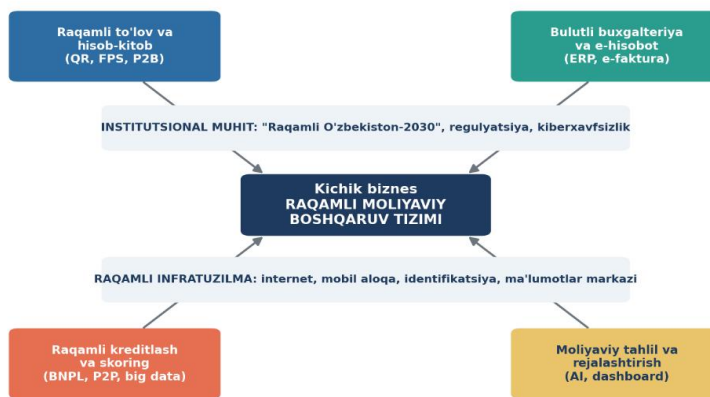 Raqamli to'lov va
hisob-kitob
(QR, FPS, P2B)
Bulutli buxgalteriya
va e-hisobot
(ERP, e-faktura)
INSTITUTSIONAL MUHIT: "Raqamli O'zbekiston-2030", regulyatsiya, kiberxavfsizlik
Kichik biznes
RAQAMLI MOLIYAVIY
BOSHQARUV TIZIMI
RAQAMLI INFRATUZILMA: internet, mobil aloqa, identifikatsiya, ma'lumotlar markazi
Raqamli kreditlash
va skoring
(BNPL, P2P, big data)
Moliyaviy tahlil va
rejalashtirish
(AI, dashboard)